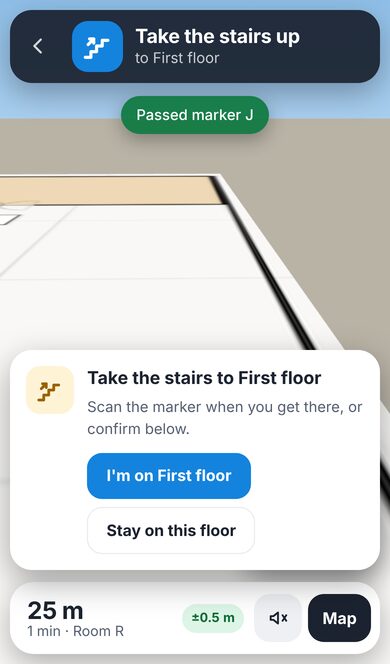 Take the stairs up
to First floor
Passed marker J
Take the stairs to First floor
Scan the marker when you get there, or
confirm below.
I'm on First floor
Stay on this floor
25 m
1 min · Room R
±0.5 m
Map